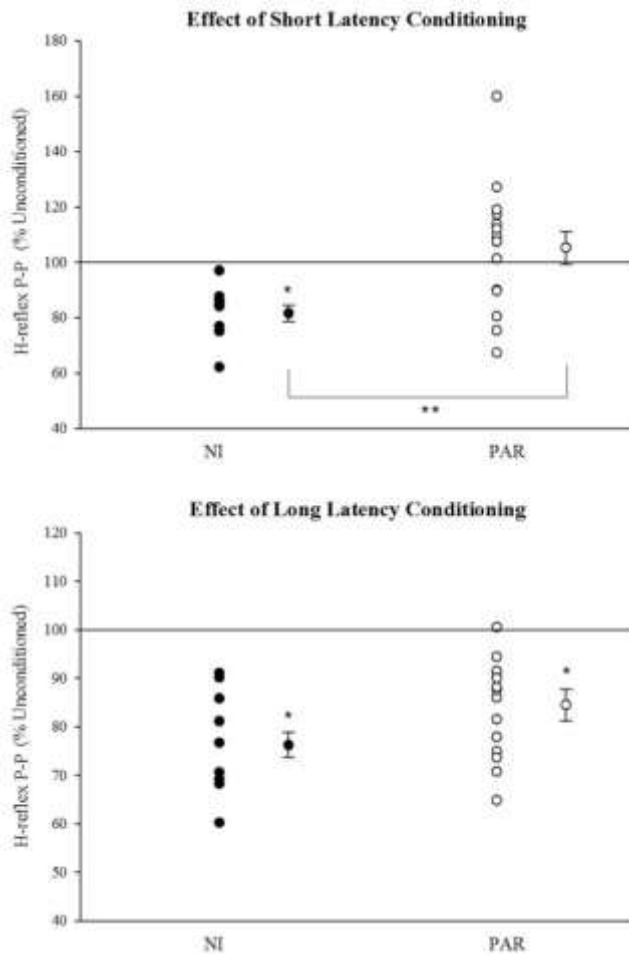 Effect of Short Latency Conditioning
H-reflex P-P (% Unconditioned)
180
160
140
120
100
80
60
40
*
**
NI
PAR
Effect of Long Latency Conditioning
H-reflex P-P (% Unconditioned)
120
110
100
90
80
70
60
50
40
*
*
NI
PAR